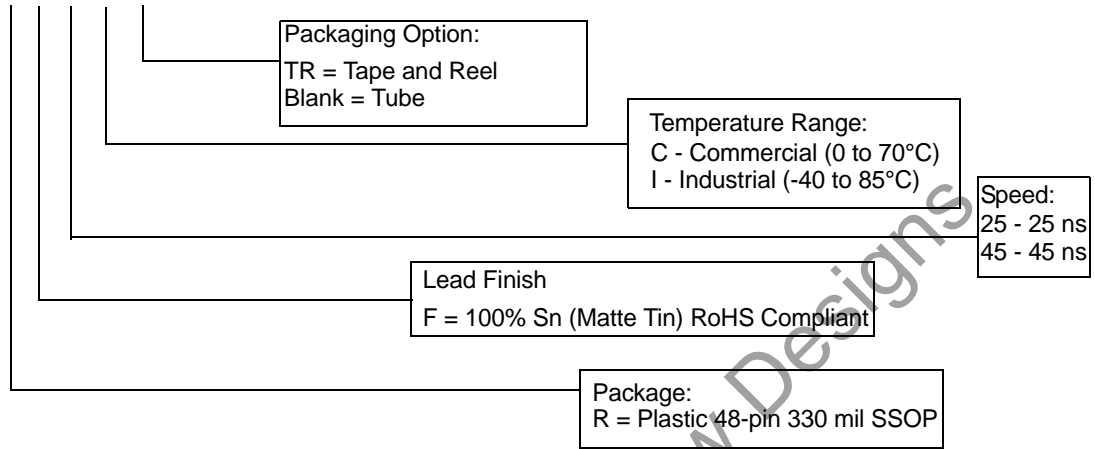 Packaging Option:
TR = Tape and Reel
Blank = Tube
Temperature Range:
C - Commercial (0 to 70°C)
I - Industrial (-40 to 85°C)
Speed:
25 - 25 ns
45 - 45 ns
Lead Finish
F = 100% Sn (Matte Tin) RoHS Compliant
Package:
R = Plastic 48-pin 330 mil SSOP
w Designs